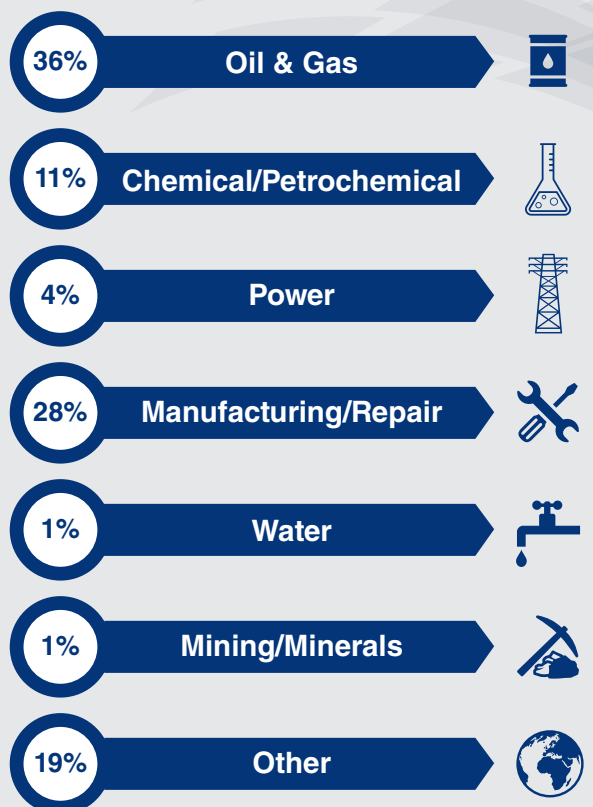 36% Oil & Gas
11% Chemical/Petrochemical
4% Power
28% Manufacturing/Repair
1% Water
1% Mining/Minerals
19% Other